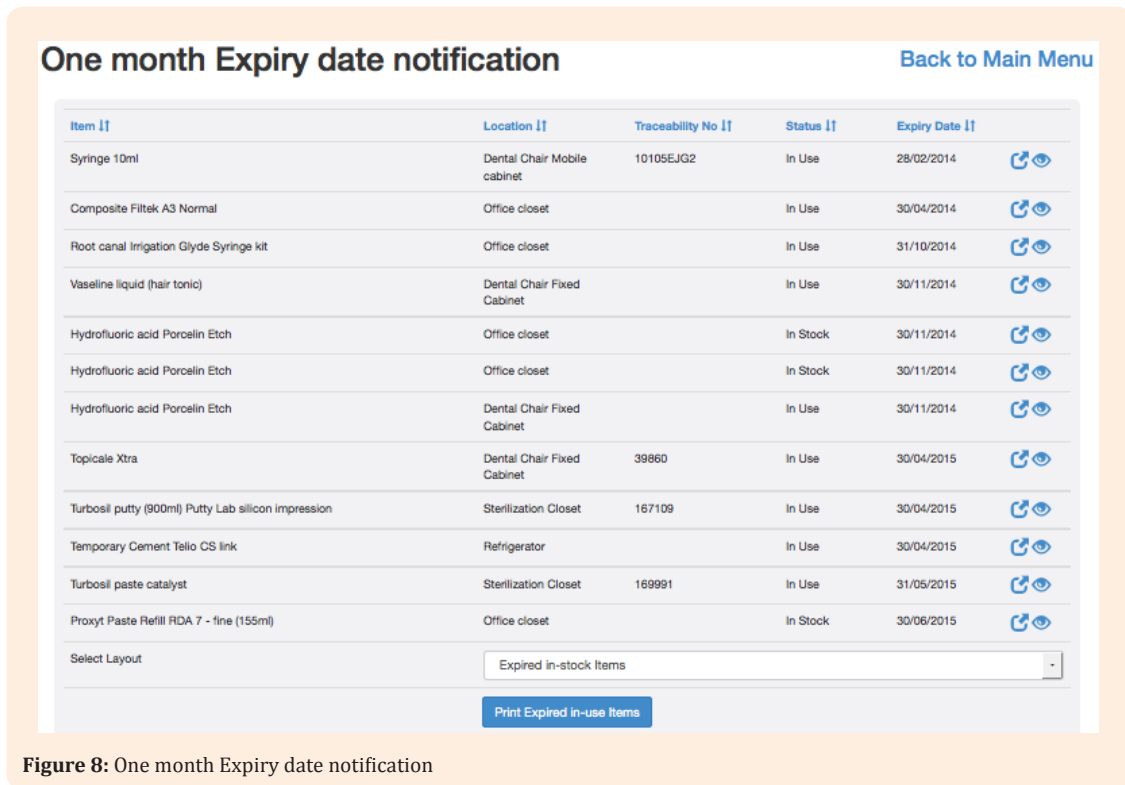 One month Expiry date notification
Back to Main Menu
Item Location Traceability No Status Expiry Date
Syringe 10ml Dental Chair Mobile cabinet 10105EJG2 In Use 28/02/2014
Composite Filtek A3 Normal Office closet In Use 30/04/2014
Root canal Irrigation Glyde Syringe kit Office closet In Use 31/10/2014
Vaseline liquid (hair tonic) Dental Chair Fixed Cabinet In Use 30/11/2014
Hydrofluoric acid Porcelin Etch Office closet In Stock 30/11/2014
Hydrofluoric acid Porcelin Etch Office closet In Stock 30/11/2014
Hydrofluoric acid Porcelin Etch Dental Chair Fixed Cabinet In Use 30/11/2014
Topicale Xtra Dental Chair Fixed Cabinet 39860 In Use 30/04/2015
Turbosil putty (900ml) Putty Lab silicon impression Sterilization Closet 167109 In Use 30/04/2015
Temporary Cement Telio CS link Refrigerator In Use 30/04/2015
Turbosil paste catalyst Sterilization Closet 169991 In Use 31/05/2015
Proxyt Paste Refill RDA 7 - fine (155ml) Office closet In Stock 30/06/2015
Select Layout Expired in-stock Items
Print Expired in-use Items
Figure 8: One month Expiry date notification